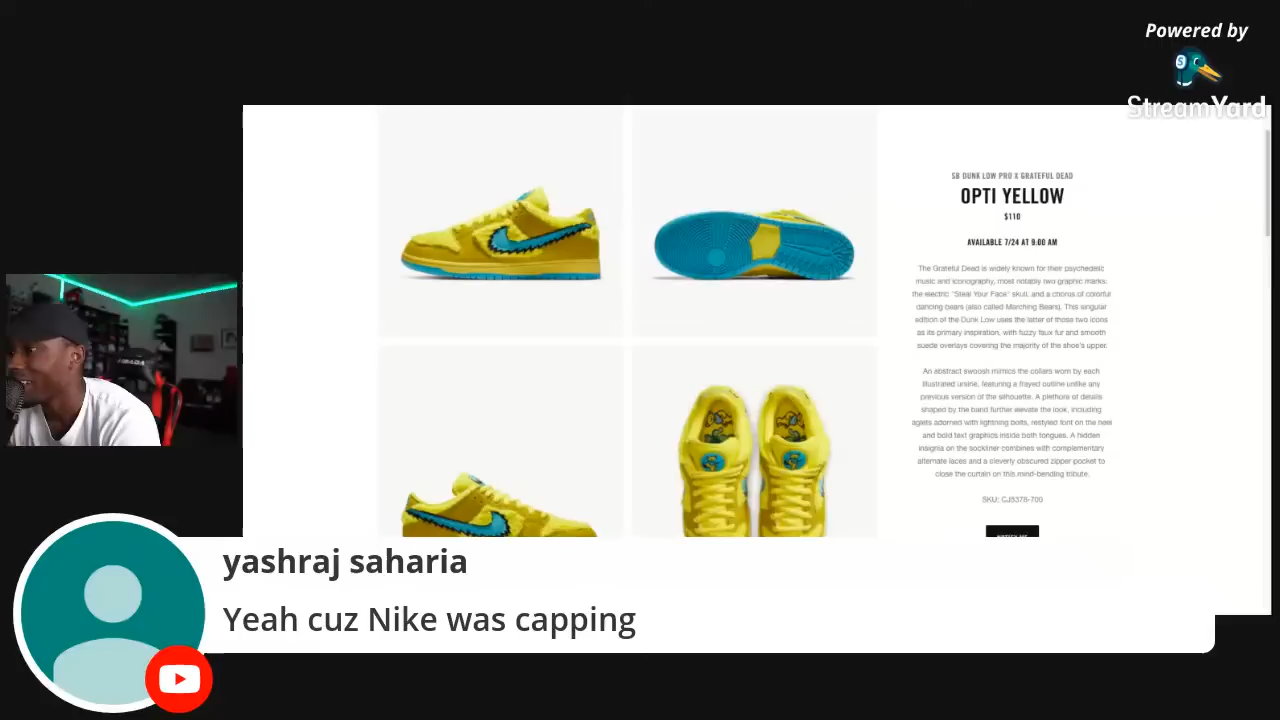 Powered by
StreamYard
SB DUNK LOW PRO X GRATEFUL DEAD
OPTI YELLOW
$110
AVAILABLE 7/24 AT 9:00 AM
The Grateful Dead is widely known for their psychedelic
music and iconography, most notably two graphic marks:
the electric "Steal Your Face" skull, and a chorus of colorful
dancing bears (also called Marching Bears). This singular
edition of the Dunk Low uses the latter of those two icons
as its primary inspiration, with fuzzy faux fur and smooth
suede overlays covering the majority of the shoe's upper.
An abstract swoosh mimics the collars worn by each
illustrated ursine, featuring a frayed outline unlike any
previous version of the silhouette. A plethora of details
shaped by the band further elevate the look, including
aglets adorned with lightning bolts, restyled font on the heel
and bold text graphics inside both tongues. A hidden
insignia on the sockliner combines with complementary
alternate laces and a cleverly obscured zipper pocket to
close the curtain on this mind-bending tribute.
SKU: CJ5378-700
yashraj saharia
Yeah cuz Nike was capping